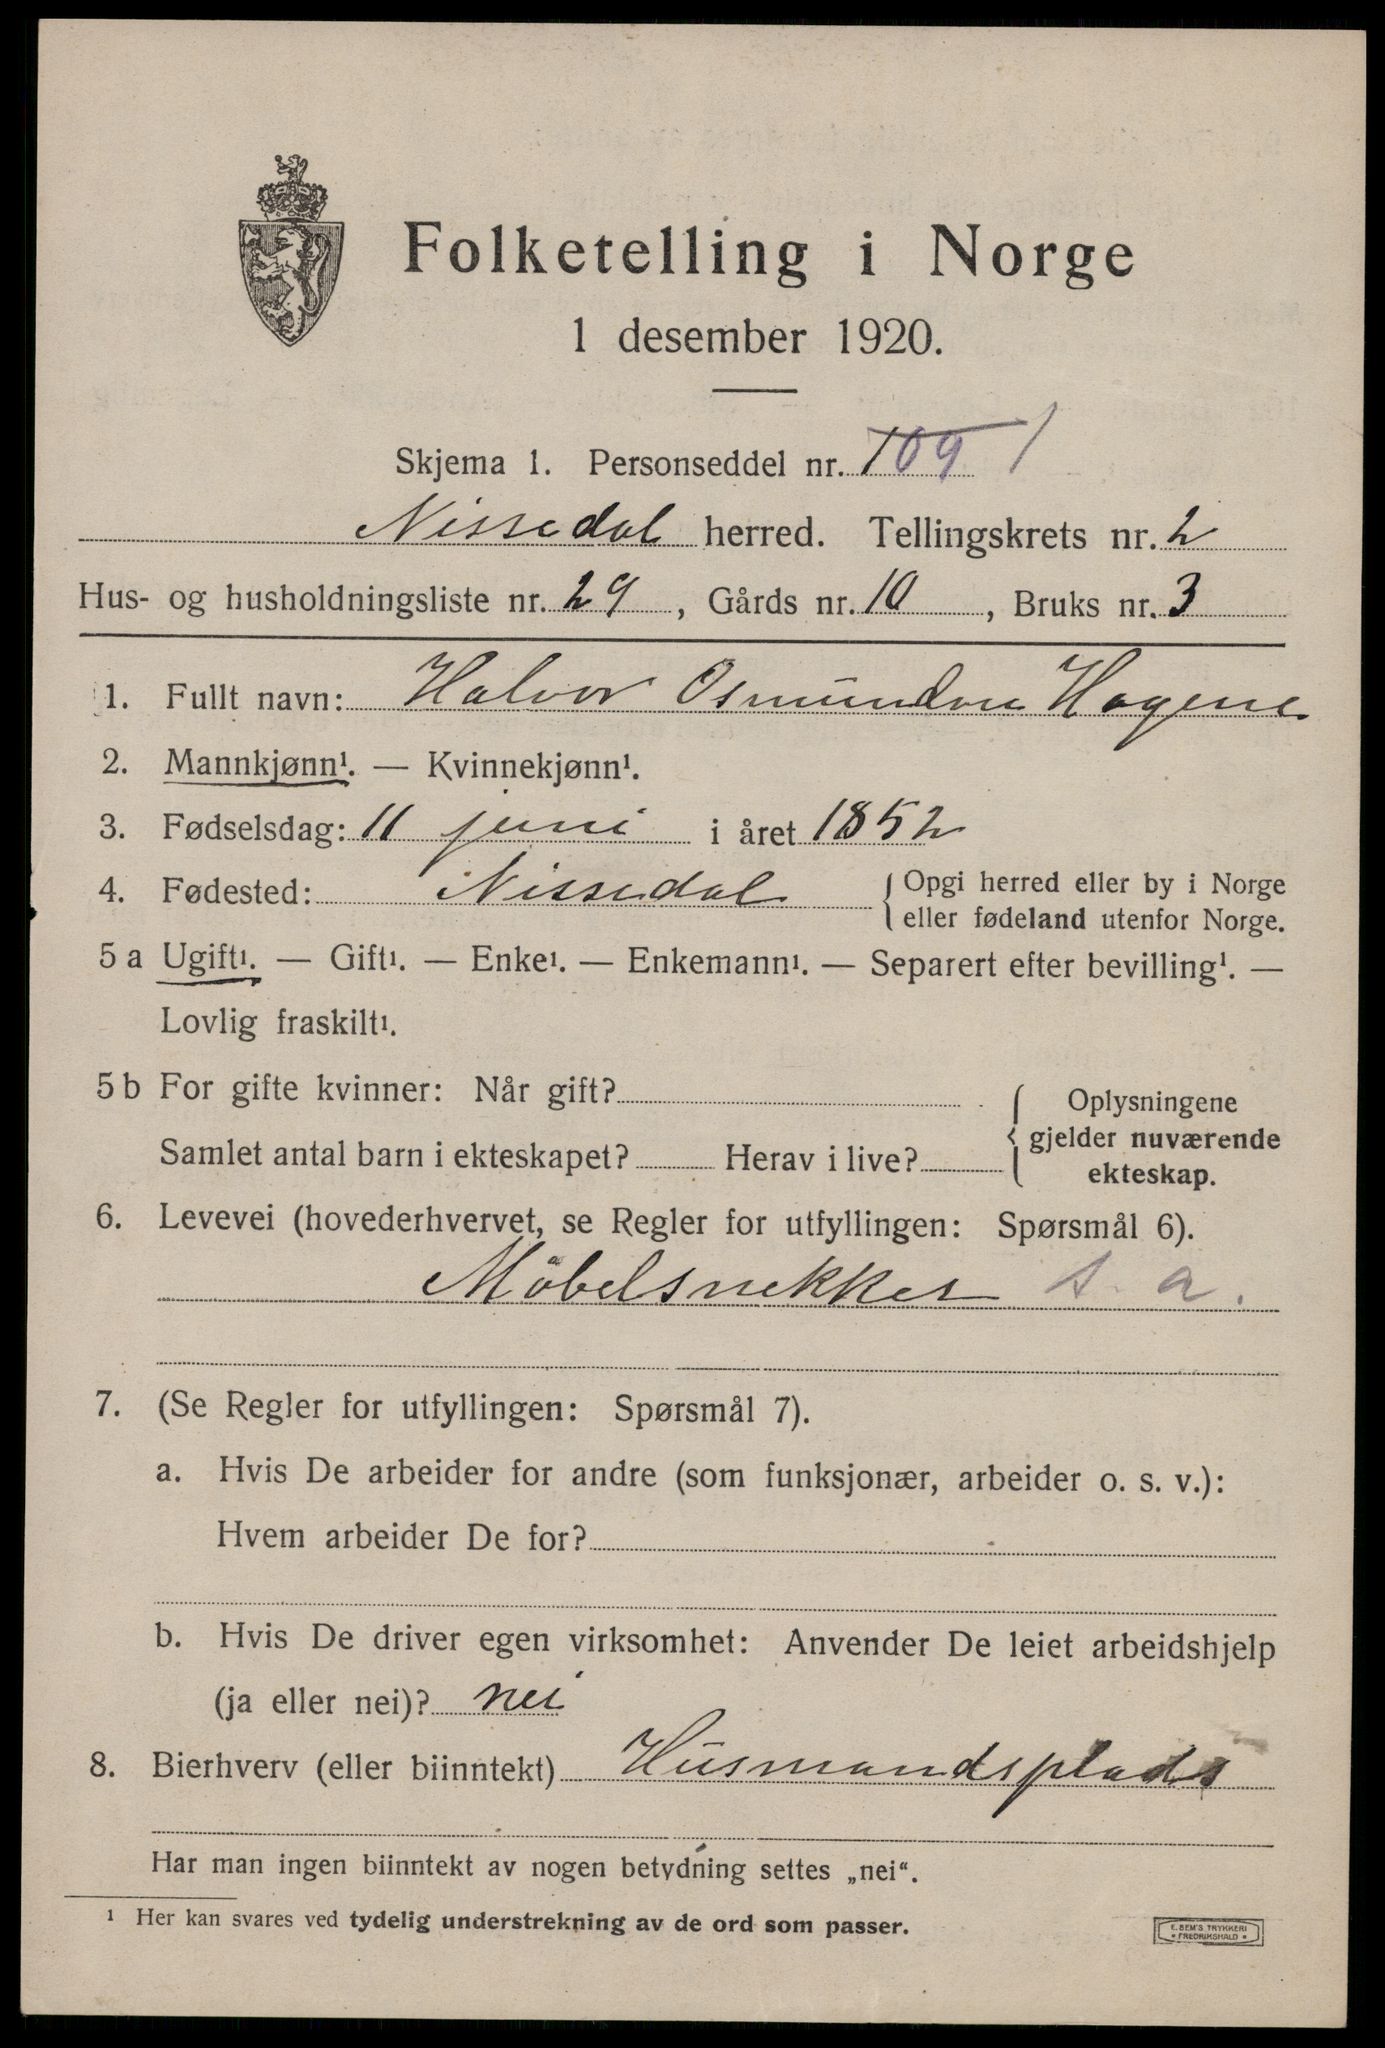 Folketelling i Norge
1 desember 1920.
Skjema 1. Personseddel nr. 109 1
Nissedal herred. Tellingskrets nr. 2
Hus- og husholdningsliste nr. 29, Gårds nr. 10, Bruks nr. 3
1. Fullt navn: Halvor Osmundsen Hagene
2. Mannkjønn¹. — Kvinnekjønn¹.
3. Fødselsdag: 11 juni i året 1852
4. Fødested: Nissedal { Opgi herred eller by i Norge
eller fødeland utenfor Norge.
5 a Ugift¹. — Gift¹. — Enke¹. — Enkemann¹. — Separert efter bevilling¹. —
Lovlig fraskilt¹.
5 b For gifte kvinner: Når gift?
Samlet antal barn i ekteskapet? Herav i live?
{ Oplysningene
gjelder nuværende
ekteskap.
6. Levevei (hovederhvervet, se Regler for utfyllingen: Spørsmål 6).
Möbelsnekker s. a.
7. (Se Regler for utfyllingen: Spørsmål 7).
a. Hvis De arbeider for andre (som funksjonær, arbeider o. s. v.):
Hvem arbeider De for?
b. Hvis De driver egen virksomhet: Anvender De leiet arbeidshjelp
(ja eller nei)? nei
8. Bierhverv (eller biinntekt) Husmandsplads
Har man ingen biinntekt av nogen betydning settes „nei“.
¹ Her kan svares ved tydelig understrekning av de ord som passer.
E. SEM'S TRYKKERI
* FREDRIKSHALD *